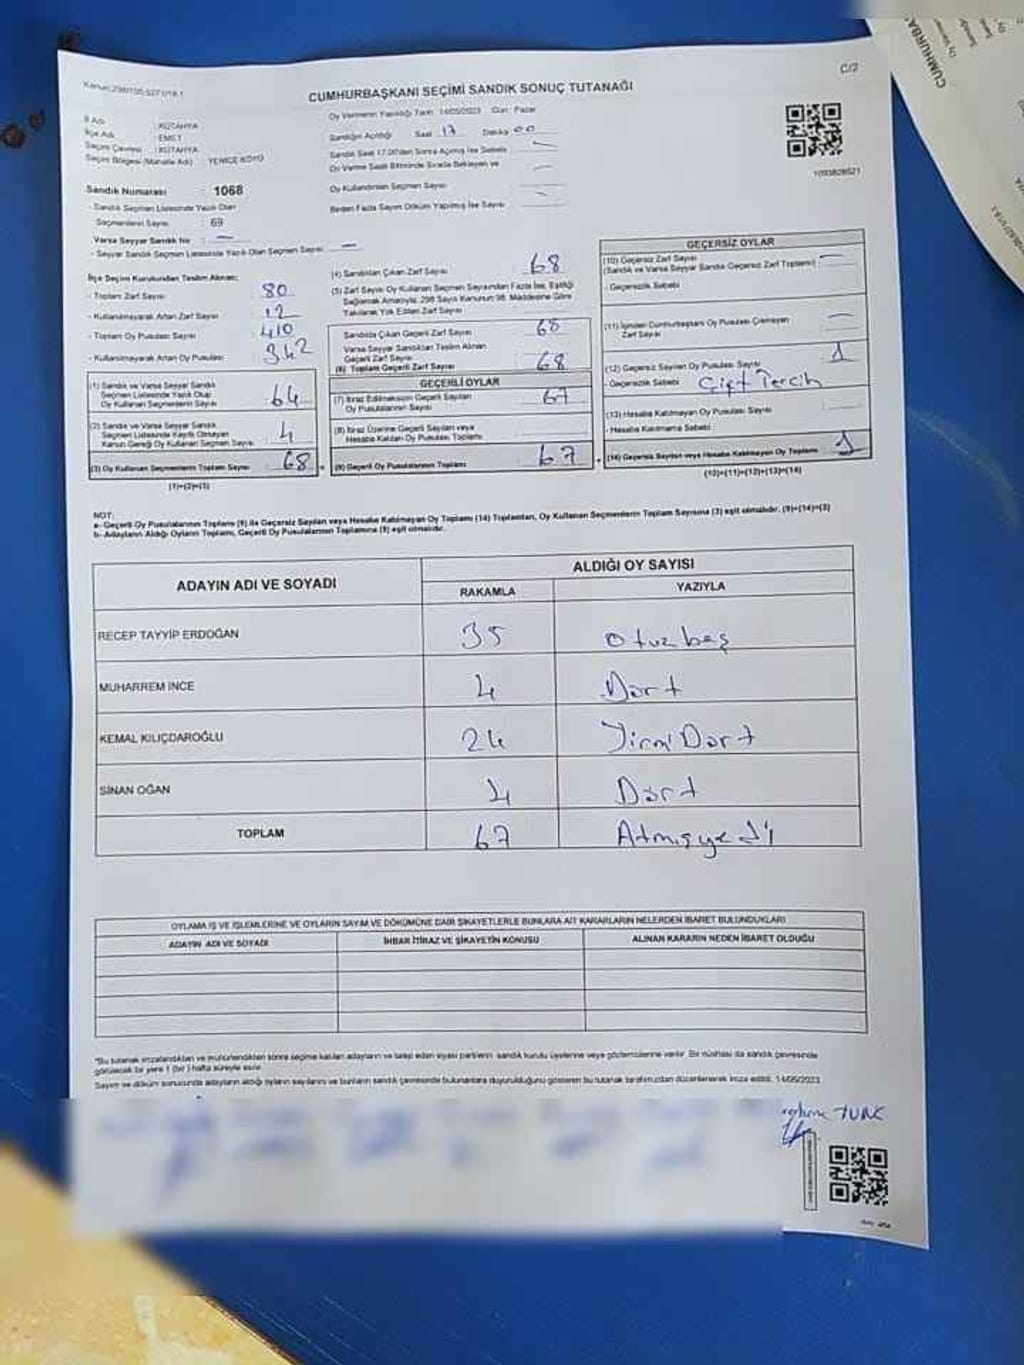 C/2
CUMHURBAŞKANI SEÇİMİ SANDIK SONUÇ TUTANAĞI
İl Adı : KÜTAHYA
İlçe Adı : EMET
Seçim Çevresi : KÜTAHYA
Seçim Bölgesi (Mahalle Adı) : YENİCE KÖYÜ
Sandık Numarası : 1068
- Sandık Seçmen Listesinde Yazılı Olan
Seçmenlerin Sayısı : 69
Varsa Seyyar Sandık No : —
- Seyyar Sandık Seçmen Listesinde Yazılı Olan Seçmen Sayısı : —
Oy Vermenin Yapıldığı Tarih : 14/05/2023 Gün : Pazar
Sandığın Açıldığı Saat : 17 Dakika : 00
Sandık Saat 17.00'den Sonra Açılmış İse Sebebi : —
Oy Verme Saati Bitiminde Sırada Bekleyen ve
Oy Kullandırılan Seçmen Sayısı : —
Birden Fazla Sayım Döküm Yapılmış İse Sayısı : —
1093828521
İlçe Seçim Kurulundan Teslim Alınan;
- Toplam Zarf Sayısı : 80
- Kullanılmayarak Artan Zarf Sayısı : 12
- Toplam Oy Pusulası Sayısı : 410
- Kullanılmayarak Artan Oy Pusulası : 342
(1) Sandık ve Varsa Seyyar Sandık
Seçmen Listesinde Yazılı Olup
Oy Kullanan Seçmenlerin Sayısı : 64
(2) Sandık ve Varsa Seyyar Sandık
Seçmen Listesinde Kayıtlı Olmayan
Kanun Gereği Oy Kullanan Seçmen Sayısı : 4
(3) Oy Kullanan Seçmenlerin Toplam Sayısı : 68
(1)+(2)=(3)
(4) Sandıktan Çıkan Zarf Sayısı : 68
(5) Zarf Sayısı Oy Kullanan Seçmen Sayısından Fazla İse, Eşitliği
Sağlamak Amacıyla, 298 Sayılı Kanunun 98. Maddesine Göre
Yakılarak Yok Edilen Zarf Sayısı
Sandıkta Çıkan Geçerli Zarf Sayısı : 68
Varsa Seyyar Sandıktan Teslim Alınan
Geçerli Zarf Sayısı
(6) Toplam Geçerli Zarf Sayısı : 68
GEÇERLİ OYLAR
(7) İtiraz Edilmeksizin Geçerli Sayılan
Oy Pusulalarının Sayısı : 67
(8) İtiraz Üzerine Geçerli Sayılan veya
Hesaba Katılan Oy Pusulası Toplamı :
(9) Geçerli Oy Pusulalarının Toplamı : 67
GEÇERSİZ OYLAR
(10) Geçersiz Zarf Sayısı : —
(Sandık ve Varsa Seyyar Sandık Geçersiz Zarf Toplamı)
- Geçersizlik Sebebi :
(11) İçinden Cumhurbaşkanı Oy Pusulası Çıkmayan
Zarf Sayısı : —
(12) Geçersiz Sayılan Oy Pusulası Sayısı : 1
- Geçersizlik Sebebi : Çift Tercih
(13) Hesaba Katılmayan Oy Pusulası Sayısı
- Hesaba Katılmama Sebebi :
(14) Geçersiz Sayılan veya Hesaba Katılmayan Oy Toplamı : 1
(10)+(11)+(12)+(13)=(14)
NOT:
a- Geçerli Oy Pusulalarının Toplamı (9) ile Geçersiz Sayılan veya Hesaba Katılmayan Oy Toplamı (14) Toplamları, Oy Kullanan Seçmenlerin Toplam Sayısına (3) eşit olmalıdır. (9)+(14)=(3)
b- Adayların Aldığı Oyların Toplamı, Geçerli Oy Pusulalarının Toplamına (9) eşit olmalıdır.
ADAYIN ADI VE SOYADI
ALDIĞI OY SAYISI
RAKAMLA YAZIYLA
RECEP TAYYİP ERDOĞAN 35 otuz beş
MUHARREM İNCE 4 Dört
KEMAL KILIÇDAROĞLU 24 Yirmi Dört
SİNAN OĞAN 4 Dört
TOPLAM 67 Atmışyedi
OYLAMA İŞ VE İŞLEMLERİNE VE OYLARIN SAYIM VE DÖKÜMÜNE DAİR ŞİKAYETLERLE BUNLARA AİT KARARLARIN NELERDEN İBARET BULUNDUKLARI
ADAYIN ADI VE SOYADI İHBAR İTİRAZ VE ŞİKAYETİN KONUSU ALINAN KARARIN NEDEN İBARET OLDUĞU
"Bu tutanak imzalandıktan ve mühürlendikten sonra seçime katılan adayların ve talep eden siyasi partilerin sandık kurulu üyelerine veya gözlemcilerine verilir. Bir nüshası da sandık çevresinde
görülecek bir yere 1 (bir) hafta süreyle asılır.
Sayım ve döküm sonucunda adayların aldığı oyların sayılarını ve bunların sandık çevresinde bulunanlara duyurulduğunu gösteren bu tutanak tarafımızdan düzenlenerek imza edildi. 14/05/2023
TURK
CUMHURBA